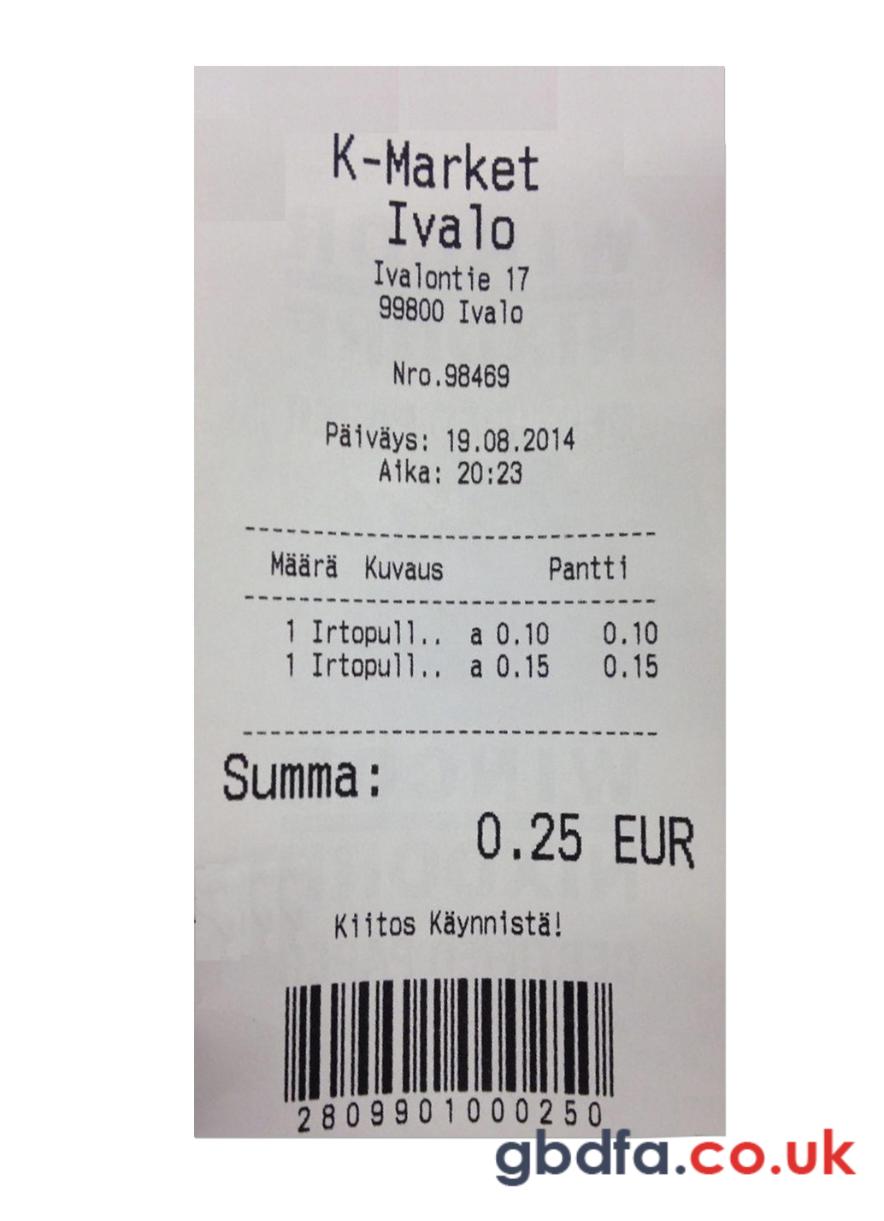 K-Market
Ivalo
Ivalontie 17
99800 Ivalo
Nro.98469
Päiväys: 19.08.2014
Aika: 20:23
Määrä Kuvaus Pantti
1 Irtopull.. a 0.10 0.10
1 Irtopull.. a 0.15 0.15
Summa:
0.25 EUR
Kiitos Käynnistä!
2809901000250
gbdfa.co.uk